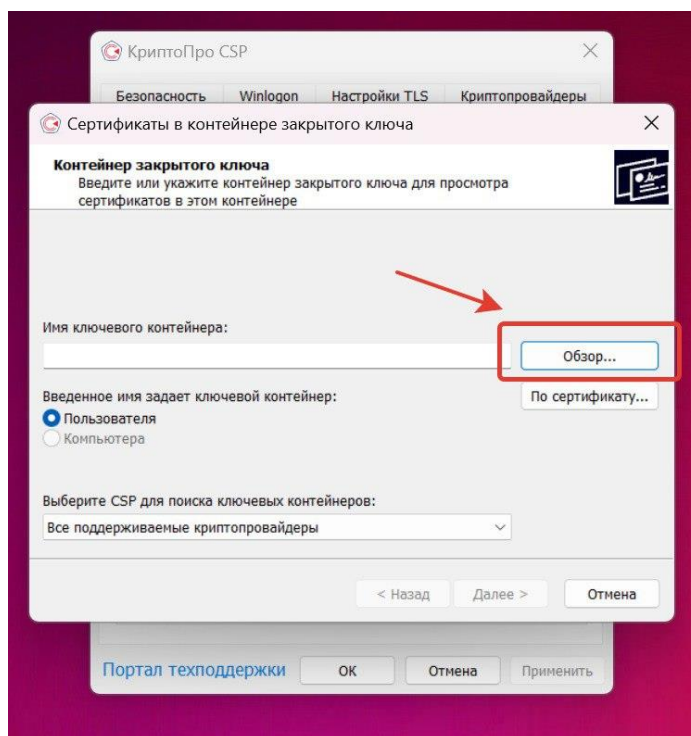 КриптоПро CSP
Безопасность Winlogon Настройки TLS Криптопровайдеры
Сертификаты в контейнере закрытого ключа
Контейнер закрытого ключа
Введите или укажите контейнер закрытого ключа для просмотра
сертификатов в этом контейнере
Имя ключевого контейнера:
Обзор...
Введенное имя задает ключевой контейнер:
По сертификату...
Пользователя
Компьютера
Выберите CSP для поиска ключевых контейнеров:
Все поддерживаемые криптопровайдеры
< Назад Далее > Отмена
Портал техподдержки ОК Отмена Применить